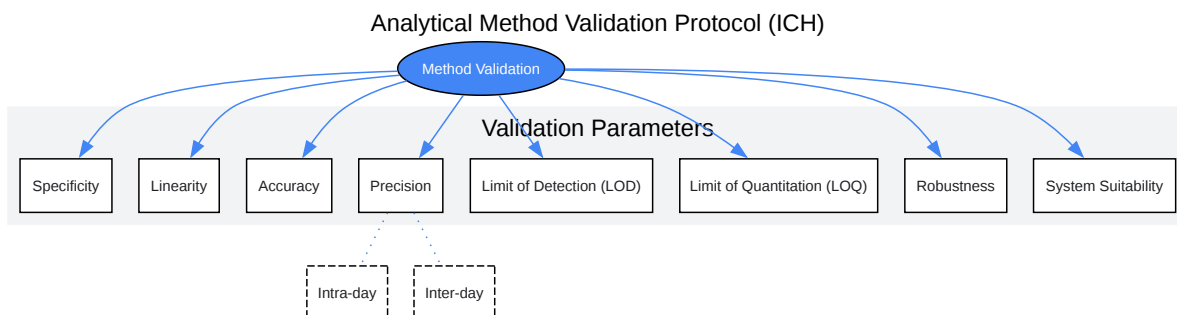 Analytical Method Validation Protocol (ICH)
Method Validation
Validation Parameters
Specificity
Linearity
Accuracy
Precision
Limit of Detection (LOD)
Limit of Quantitation (LOQ)
Robustness
System Suitability
Intra-day
Inter-day